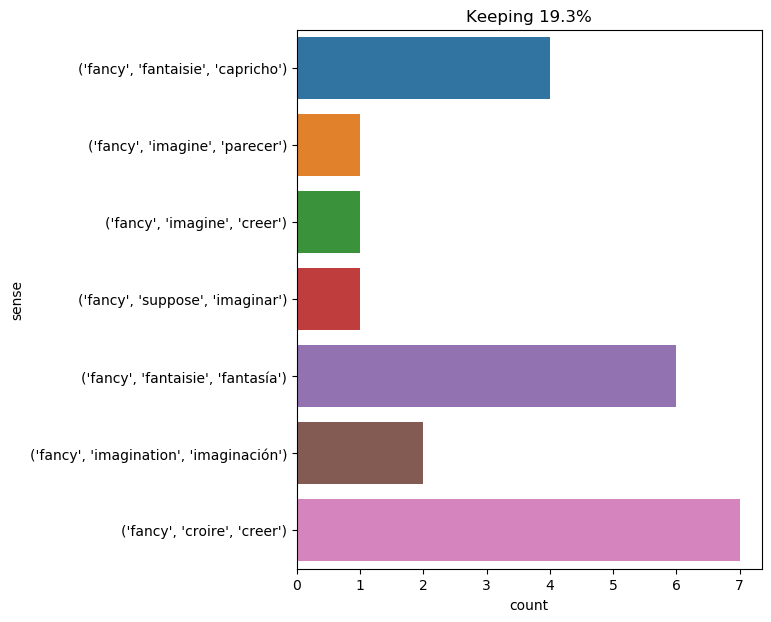 Keeping 19.3%
sense
('fancy', 'fantaisie', 'capricho')
('fancy', 'imagine', 'parecer')
('fancy', 'imagine', 'creer')
('fancy', 'suppose', 'imaginar')
('fancy', 'fantaisie', 'fantasía')
('fancy', 'imagination', 'imaginación')
('fancy', 'croire', 'creer')
0 1 2 3 4 5 6 7
count